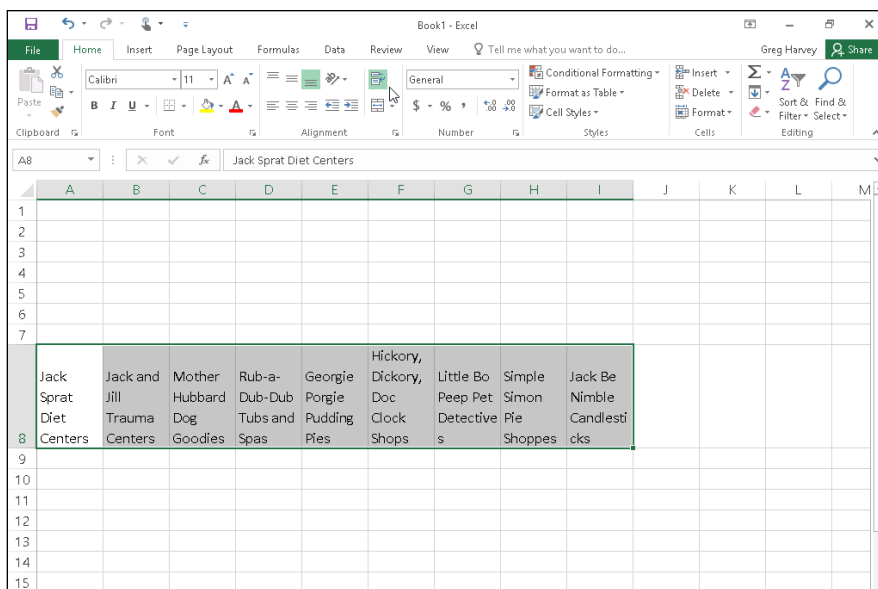 Book1 - Excel
File Home Insert Page Layout Formulas Data Review View Tell me what you want to do... Greg Harvey Share
Paste
Calibri 11 A A
B I U A
General
$ % ,
Conditional Formatting
Format as Table
Cell Styles
Insert
Delete
Format
Sort & Find &
Filter Select
Clipboard Font Alignment Number Styles Cells Editing
A8 fx Jack Sprat Diet Centers
A B C D E F G H I J K L M
1
2
3
4
5
6
7
Hickory,
Jack Jack and Mother Rub-a- Georgie Dickory, Little Bo Simple Jack Be
Sprat Jill Hubbard Dub-Dub Porgie Doc Peep Pet Simon Nimble
Diet Trauma Dog Tubs and Pudding Clock Detective Pie Candlesti
8 Centers Centers Goodies Spas Pies Shops s Shoppes cks
9
10
11
12
13
14
15